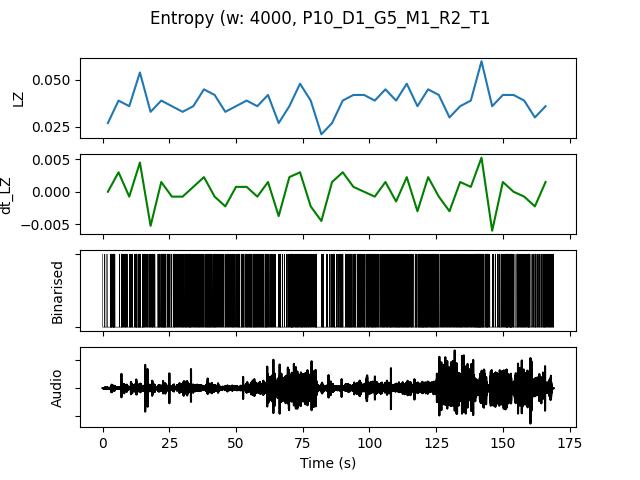 Entropy (w: 4000, P10_D1_G5_M1_R2_T1
LZ
0.050
0.025
dt_LZ
0.005
0.000
−0.005
Binarised
Audio
0 25 50 75 100 125 150 175
Time (s)